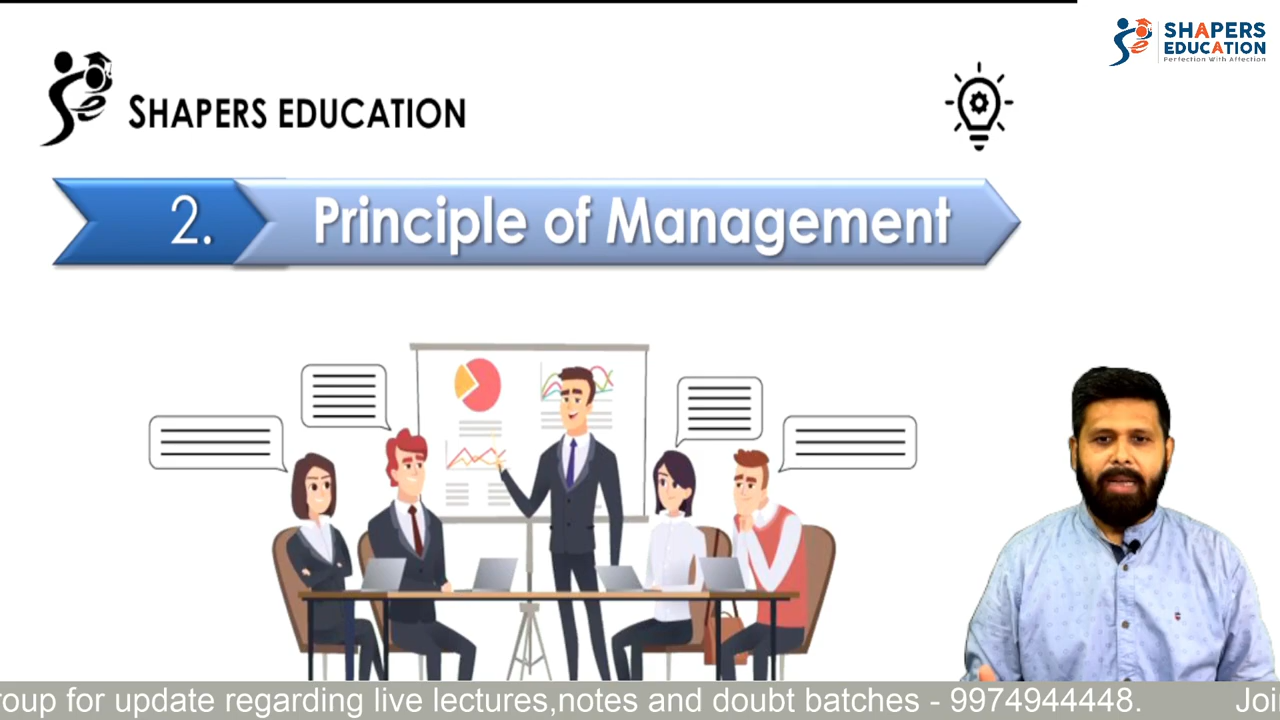 SHAPERS EDUCATION
SHAPERS
EDUCATION
Perfection With Affection
2. Principle of Management
roup for update regarding live lectures,notes and doubt batches - 9974944448. Joi